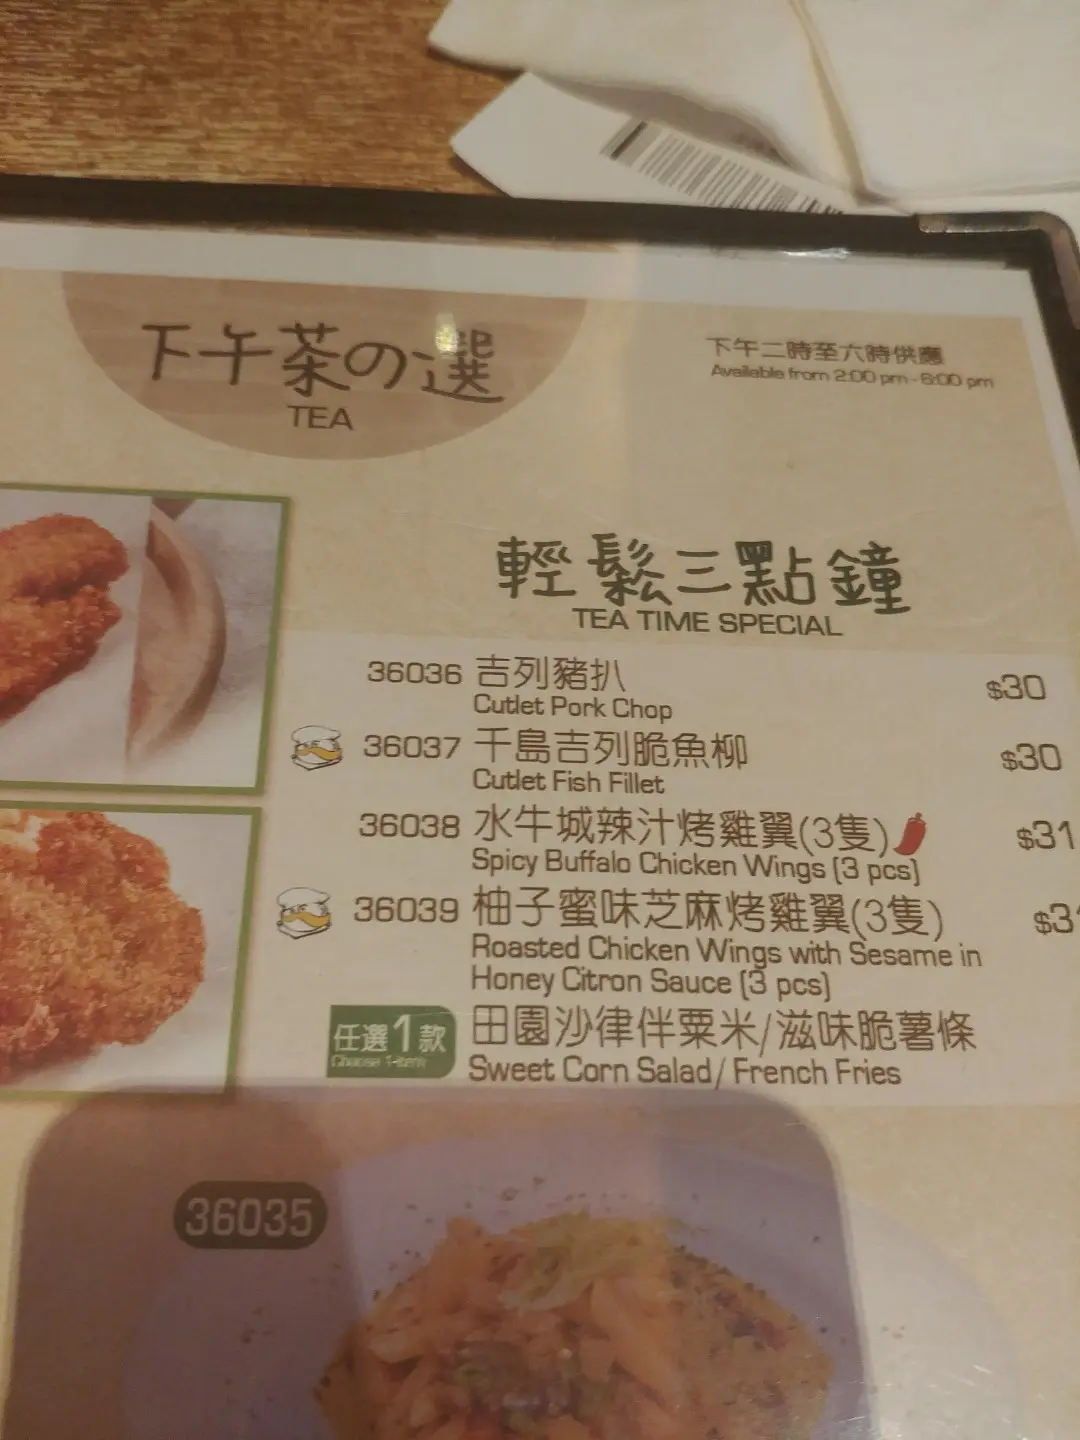 下午茶の選
TEA
下午二時至六時供應
Available from 2:00 pm - 6:00 pm
輕鬆三點鐘
TEA TIME SPECIAL
36036 吉列豬扒 $30
Cutlet Pork Chop
36037 千島吉列脆魚柳 $30
Cutlet Fish Fillet
36038 水牛城辣汁烤雞翼(3隻) $31
Spicy Buffalo Chicken Wings (3 pcs)
36039 柚子蜜味芝麻烤雞翼(3隻)
Roasted Chicken Wings with Sesame in
Honey Citron Sauce (3 pcs)
任選1款 田園沙律伴粟米/滋味脆薯條
Choose 1 item Sweet Corn Salad/ French Fries
36035